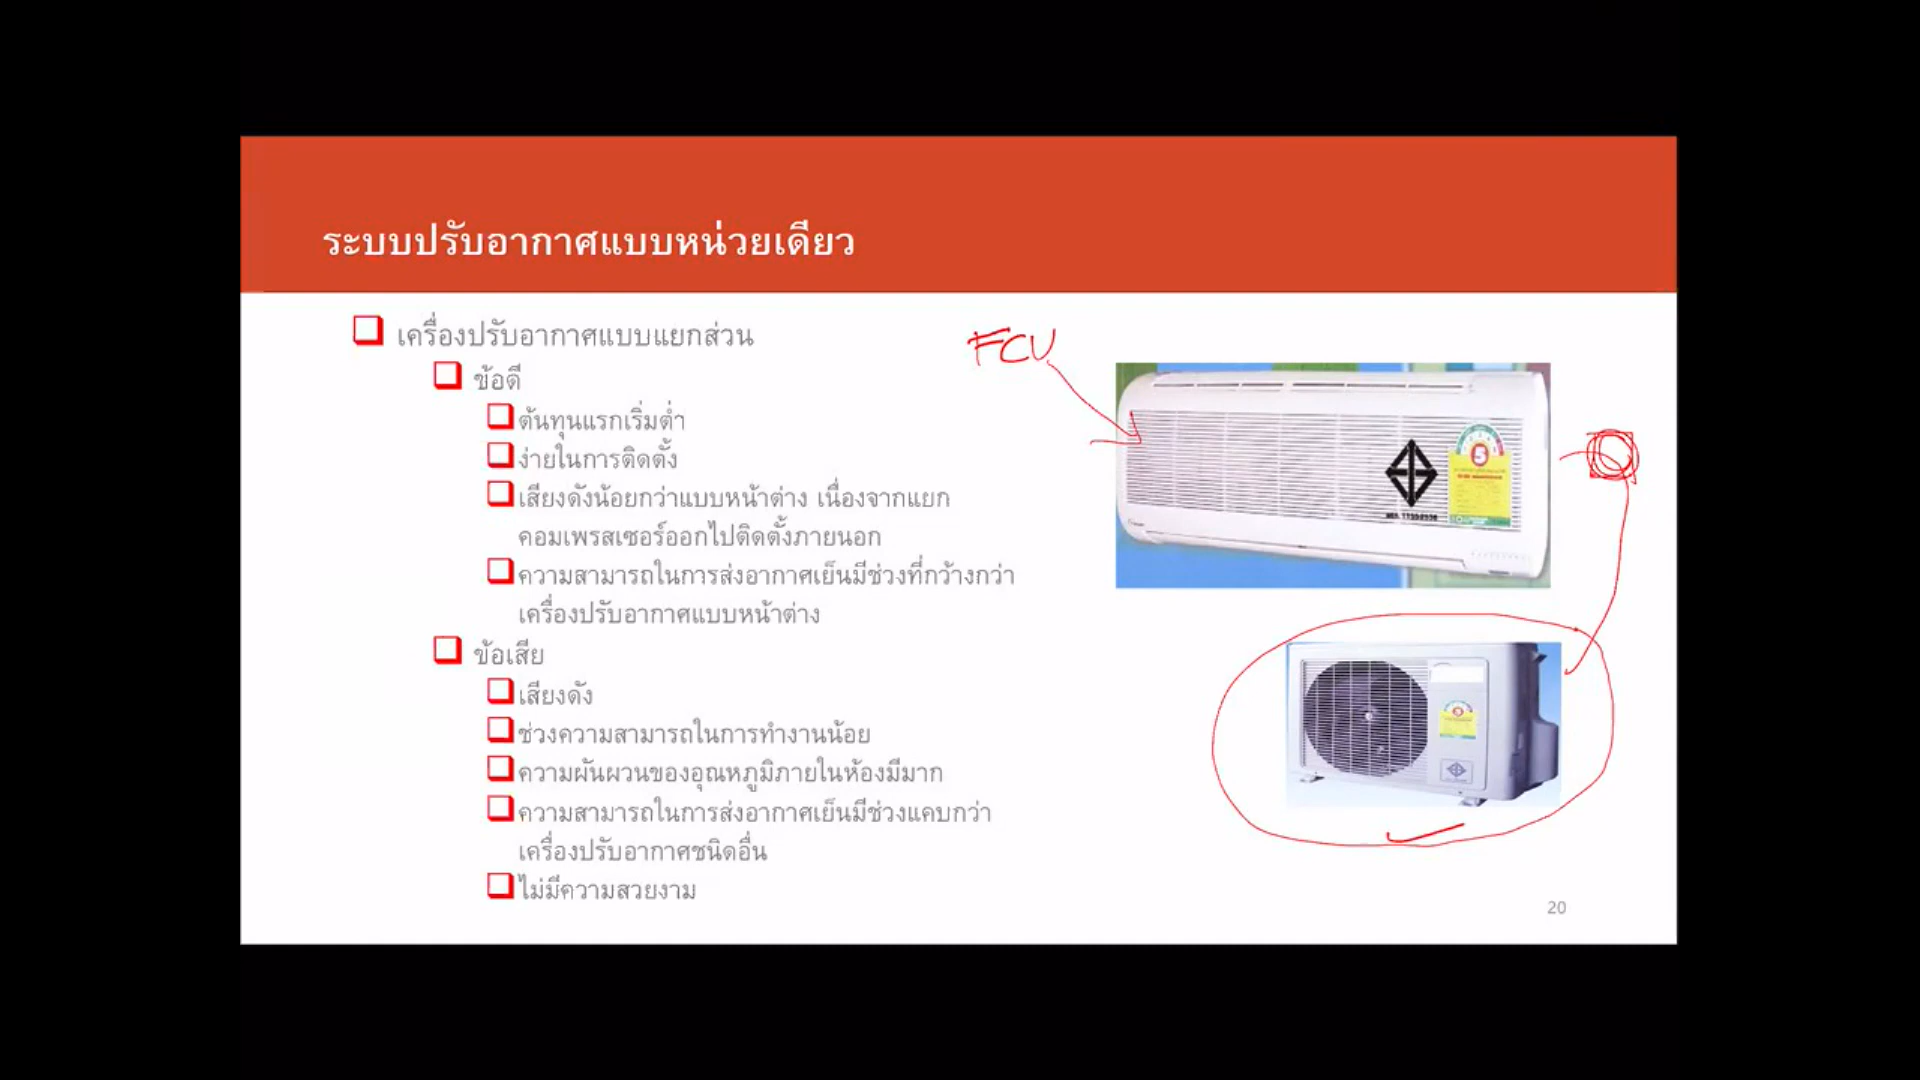 ระบบปรับอากาศแบบหน่วยเดียว
เครื่องปรับอากาศแบบแยกส่วน
ข้อดี
ต้นทุนแรกเริ่มต่ำ
ง่ายในการติดตั้ง
เสียงดังน้อยกว่าแบบหน้าต่าง เนื่องจากแยก
คอมเพรสเซอร์ออกไปติดตั้งภายนอก
ความสามารถในการส่งอากาศเย็นมีช่วงที่กว้างกว่า
เครื่องปรับอากาศแบบหน้าต่าง
ข้อเสีย
เสียงดัง
ช่วงความสามารถในการทำงานน้อย
ความผันผวนของอุณหภูมิภายในห้องมีมาก
ความสามารถในการส่งอากาศเย็นมีช่วงแคบกว่า
เครื่องปรับอากาศชนิดอื่น
ไม่มีความสวยงาม
FCU
5
5
20